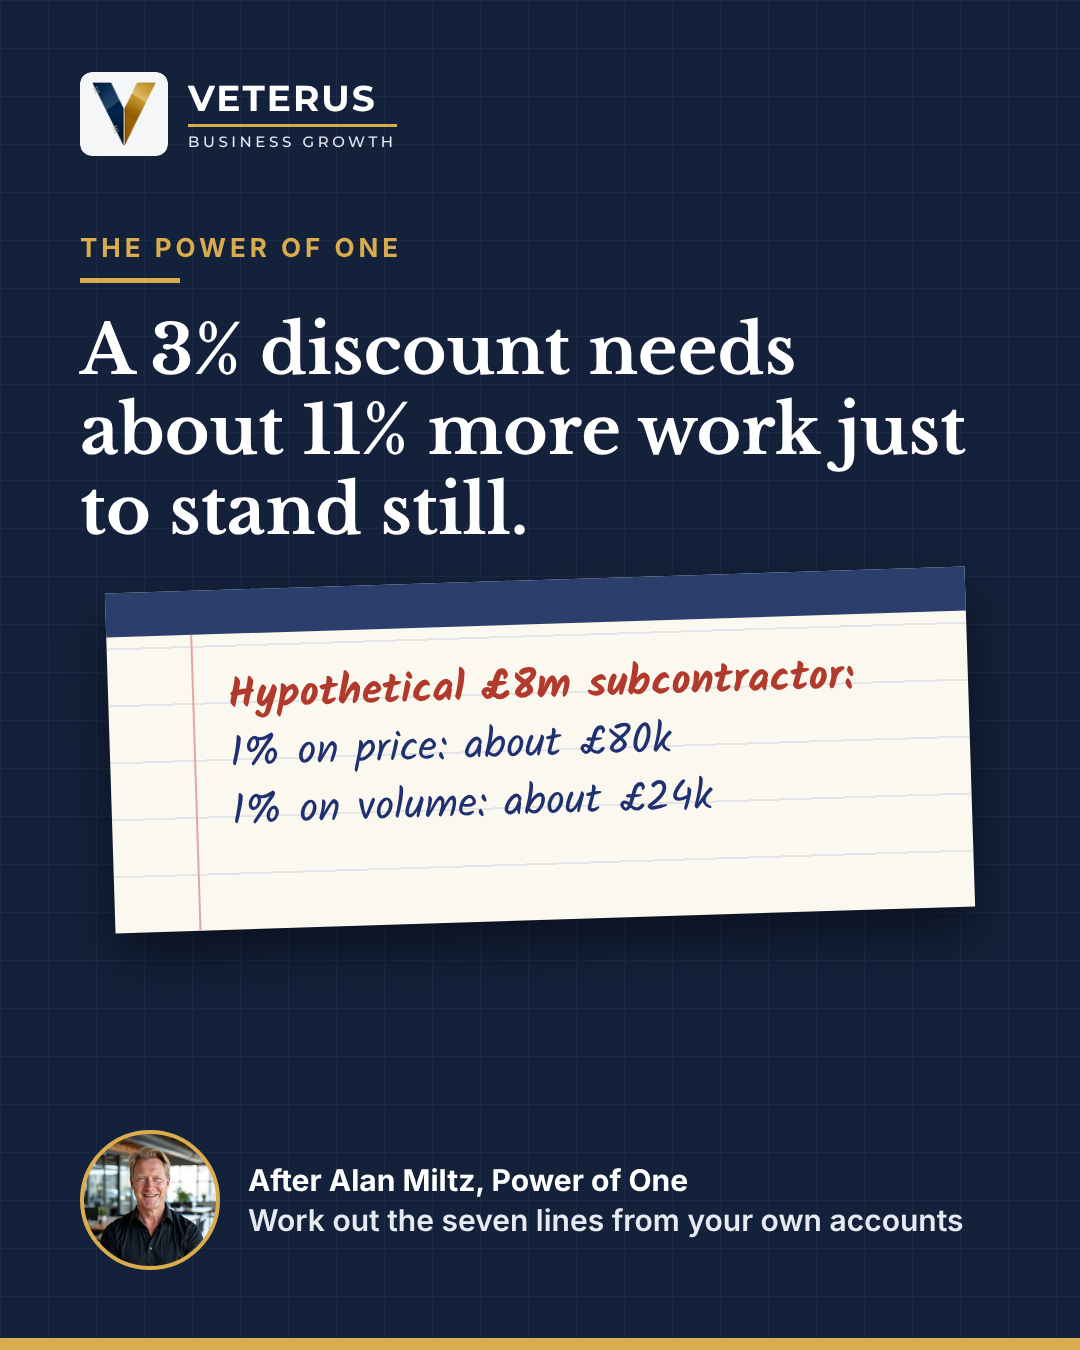 VETERUS
BUSINESS GROWTH
THE POWER OF ONE
A 3% discount needs
about 11% more work just
to stand still.
Hypothetical £8m subcontractor:
1% on price: about £80k
1% on volume: about £24k
After Alan Miltz, Power of One
Work out the seven lines from your own accounts